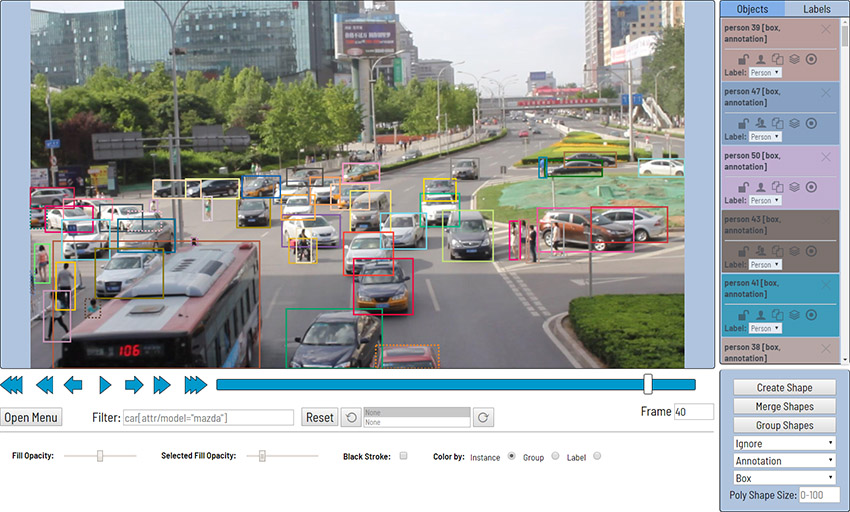 Objects
Labels
person 39 [box,
annotation]
Label: Person
person 47 [box,
annotation]
Label: Person
person 50 [box,
annotation]
Label: Person
person 43 [box,
annotation]
Label: Person
person 41 [box,
annotation]
Label: Person
person 38 [box,
annotation]
106
Open Menu
Filter: car[attr/model="mazda"]
Reset
None
None
Frame 40
Fill Opacity:
Selected Fill Opacity:
Black Stroke:
Color by: Instance Group Label
Create Shape
Merge Shapes
Group Shapes
Ignore
Annotation
Box
Poly Shape Size: 0-100